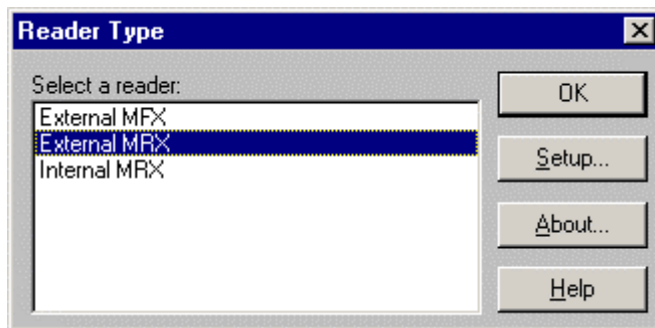 Reader Type
Select a reader:
External MFX
External MRX
Internal MRX
OK
Setup...
About...
Help